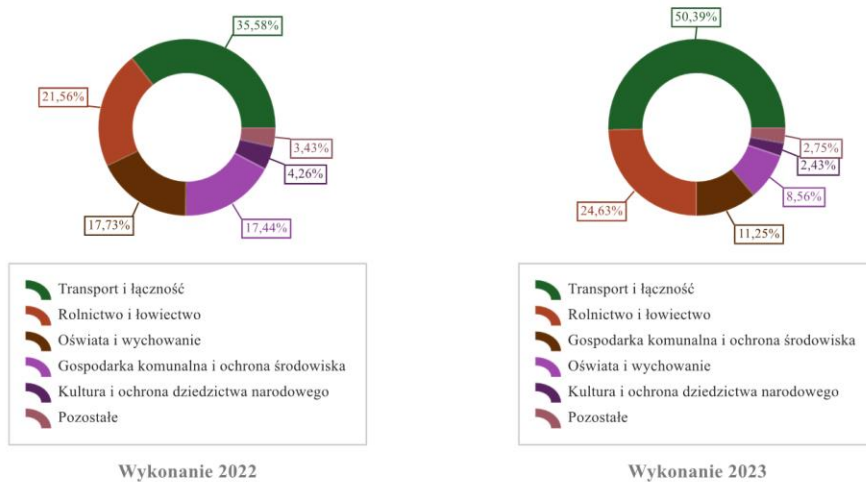 35,58%
21,56%
3,43%
4,26%
17,73%
17,44%
Transport i łączność
Rolnictwo i łowiectwo
Oświata i wychowanie
Gospodarka komunalna i ochrona środowiska
Kultura i ochrona dziedzictwa narodowego
Pozostałe
Wykonanie 2022
50,39%
2,75%
2,43%
8,56%
24,63%
11,25%
Transport i łączność
Rolnictwo i łowiectwo
Gospodarka komunalna i ochrona środowiska
Oświata i wychowanie
Kultura i ochrona dziedzictwa narodowego
Pozostałe
Wykonanie 2023